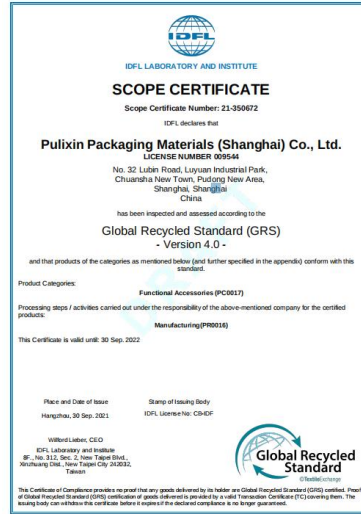 IDFL
IDFL LABORATORY AND INSTITUTE
SCOPE CERTIFICATE
Scope Certificate Number: 21-350672
IDFL declares that
Pulixin Packaging Materials (Shanghai) Co., Ltd.
LICENSE NUMBER 009544
No. 32 Lubin Road, Luyuan Industrial Park,
Chuansha New Town, Pudong New Area,
Shanghai, Shanghai
China
has been inspected and assessed according to the
Global Recycled Standard (GRS)
- Version 4.0 -
and that products of the categories as mentioned below (and further specified in the appendix) conform with this
standard.
Product Categories:
Functional Accessories (PC0017)
Processing steps / activities carried out under the responsibility of the above-mentioned company for the certified
products:
Manufacturing(PR0016)
This Certificate is valid until: 30 Sep. 2022
Place and Date of Issue
Stamp of Issuing Body
Hangzhou, 30 Sep. 2021
IDFL License No: CB-IDF
Wilford Lieber, CEO
IDFL Laboratory and Institute
8F., No. 312, Sec. 2, New Taipei Blvd.,
Xinzhuang Dist., New Taipei City 242032,
Taiwan
Global Recycled
Standard
©TextileExchange
This Certificate of Compliance provides no proof that any goods delivered by its holder are Global Recycled Standard (GRS) certified. Proof
of Global Recycled Standard (GRS) certification of goods delivered is provided by a valid Transaction Certificate (TC) covering them. The
issuing body can withdraw this certificate before it expires if the declared compliance is no longer guaranteed.
DRAFT